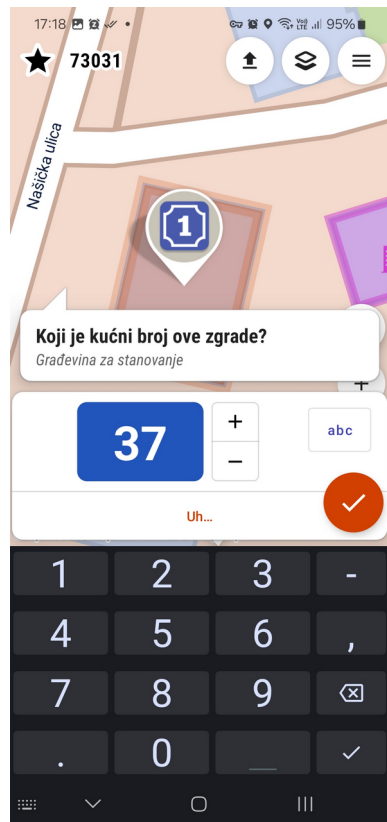 17:18
95%
73031
Našička ulica
1
Koji je kućni broj ove zgrade?
Građevina za stanovanje
37
+
−
abc
Uh…
1 2 3 -
4 5 6 ,
7 8 9
. 0